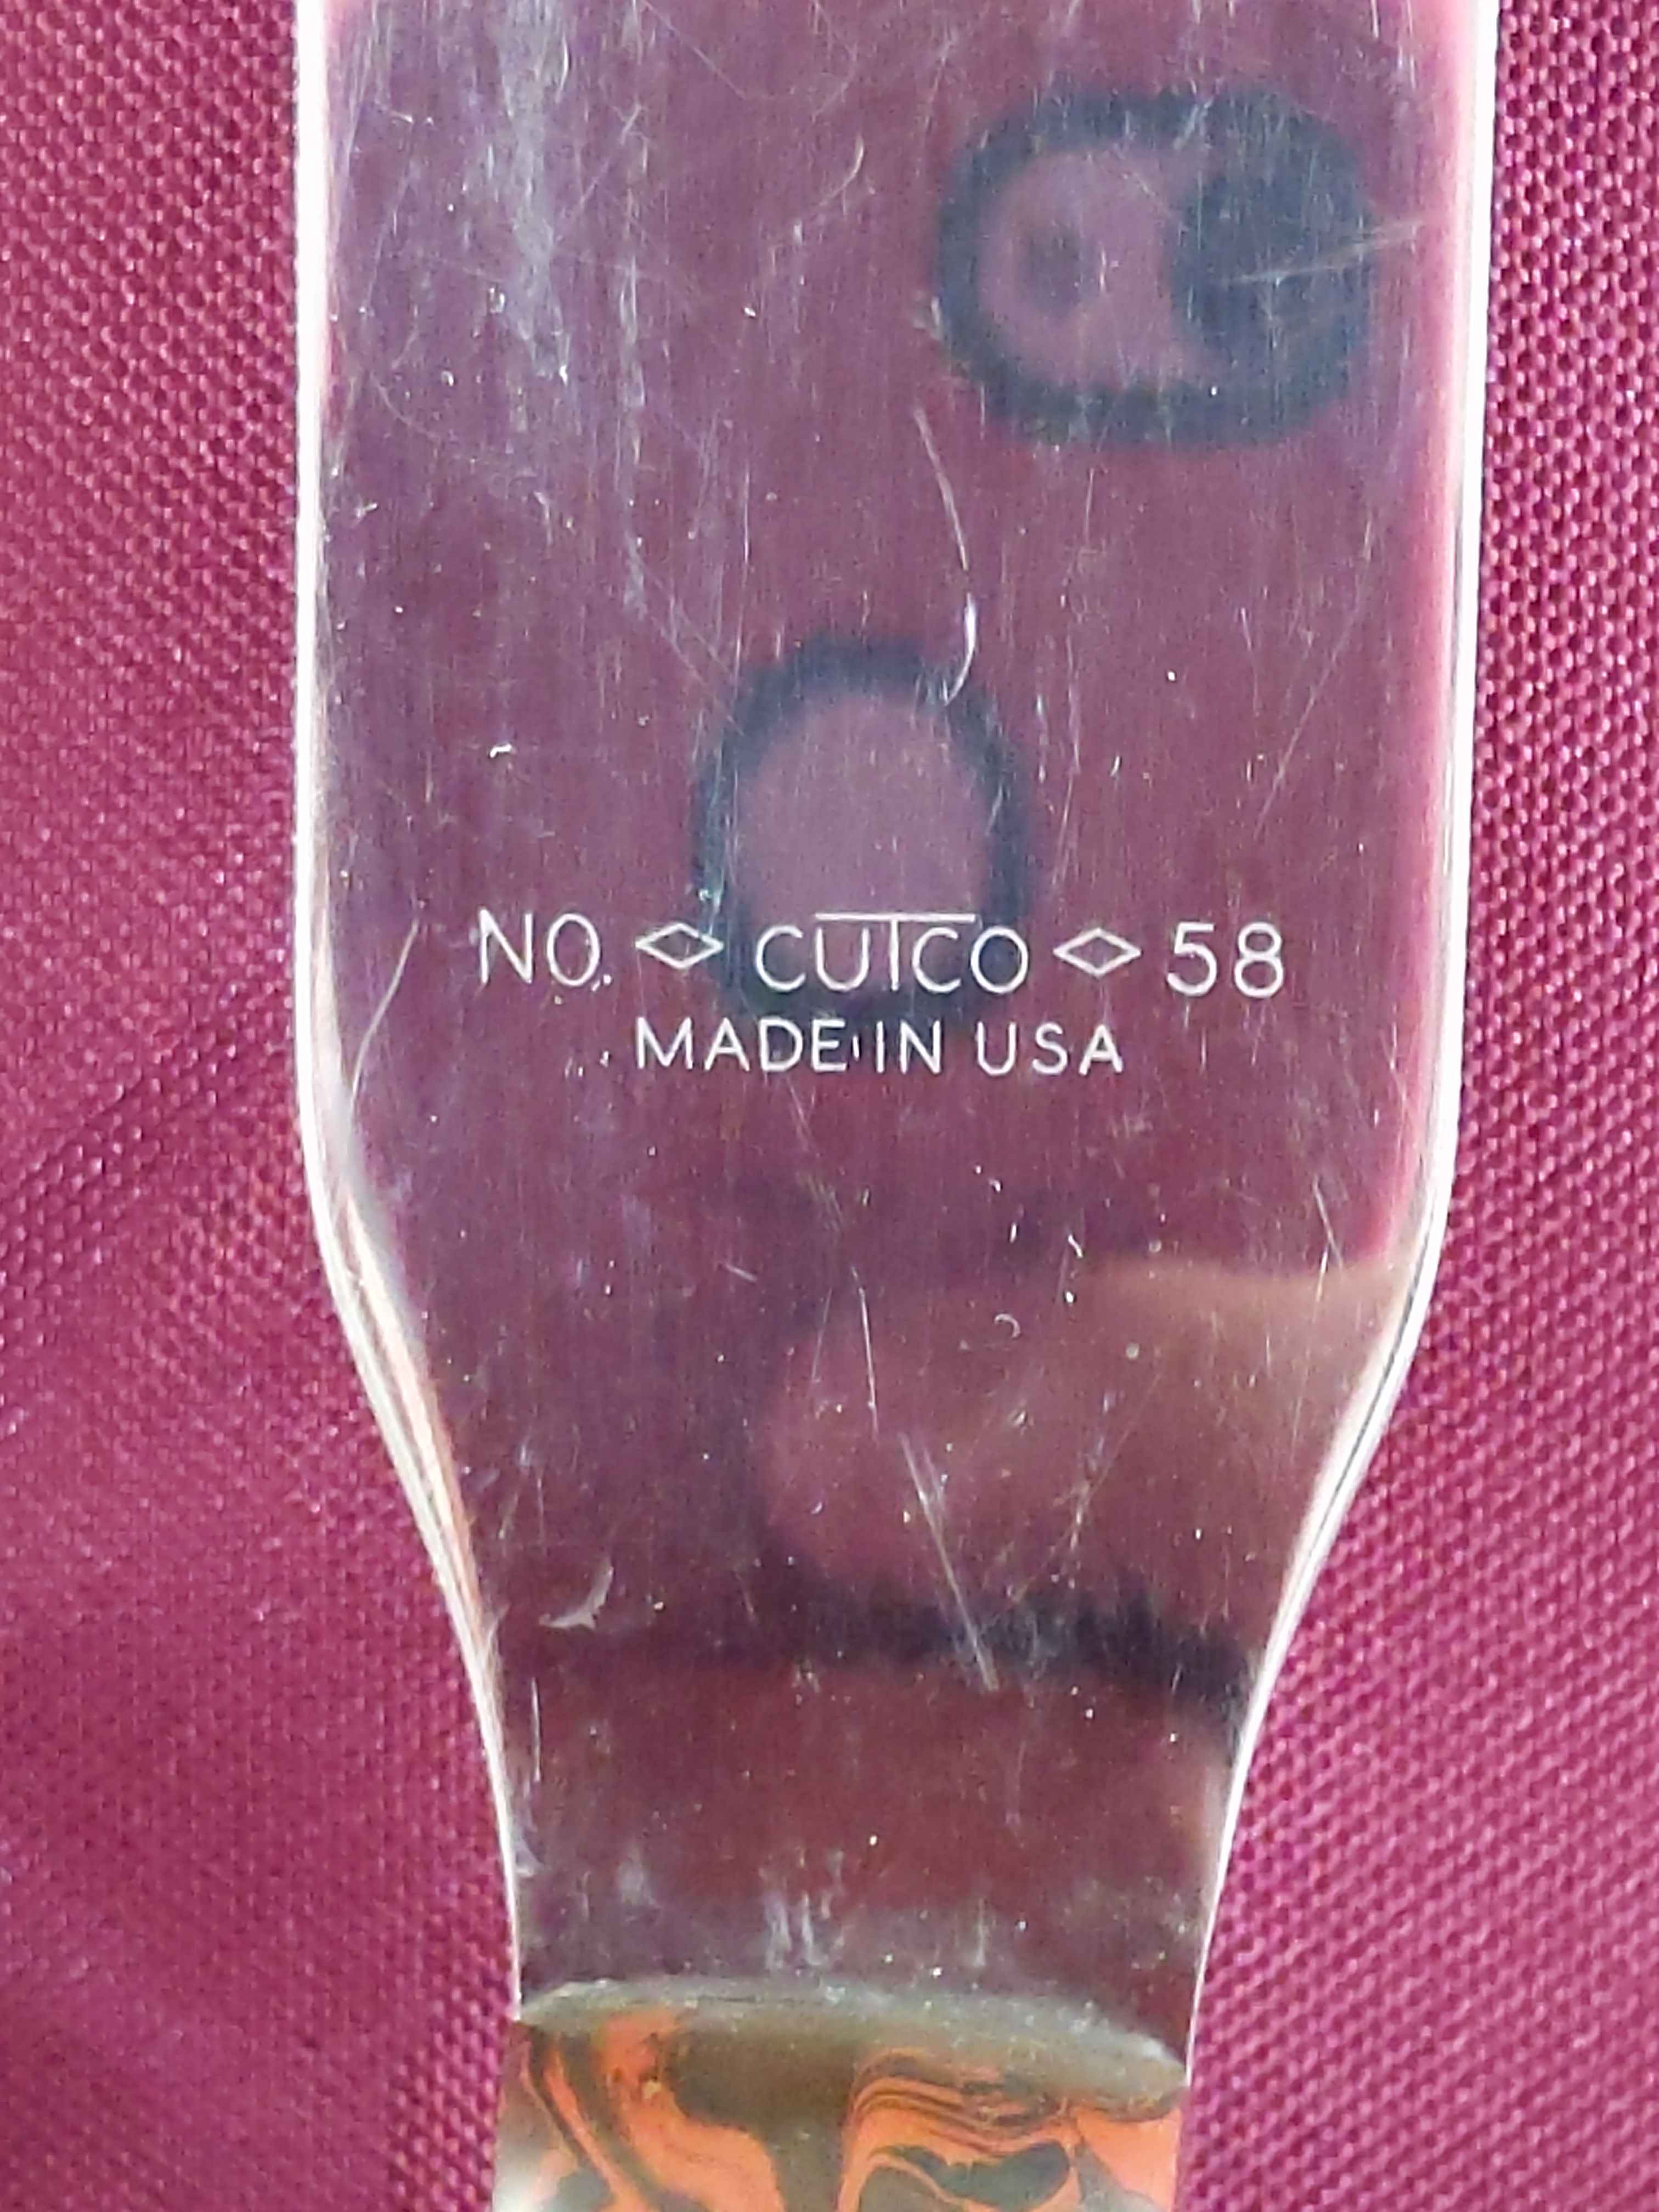 NO. ◇ CUTCO ◇ 58
MADE IN USA